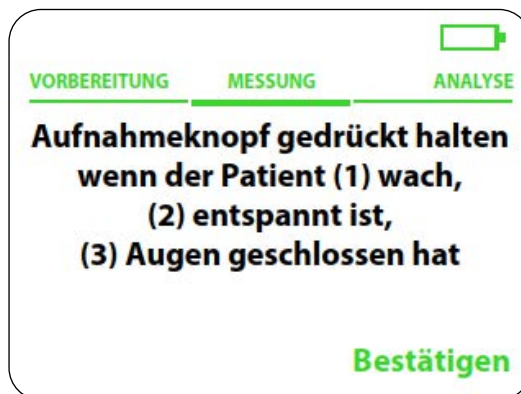 VORBEREITUNG MESSUNG ANALYSE
Aufnahmeknopf gedrückt halten
wenn der Patient (1) wach,
(2) entspannt ist,
(3) Augen geschlossen hat
Bestätigen